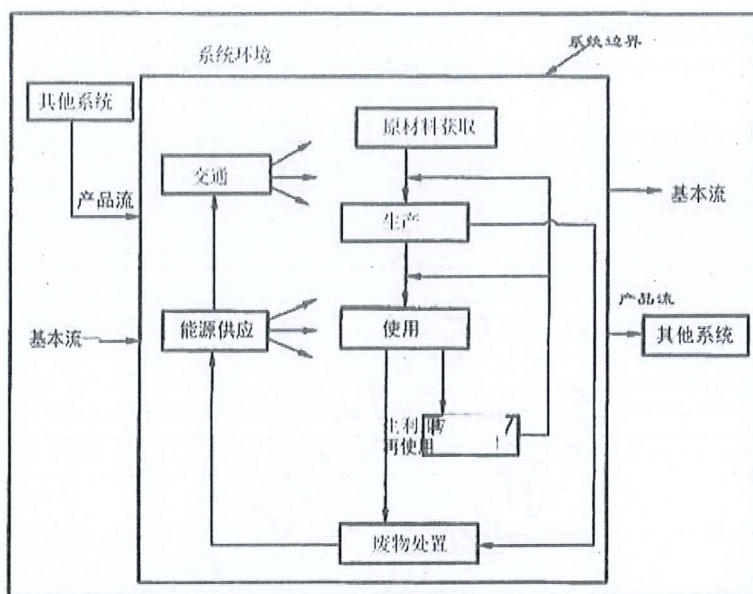 系统环境
系统边界
其他系统
原材料获取
交通
产品流
基本流
生产
产品流
基本流
能源供应
使用
其他系统
再使用
废物处置